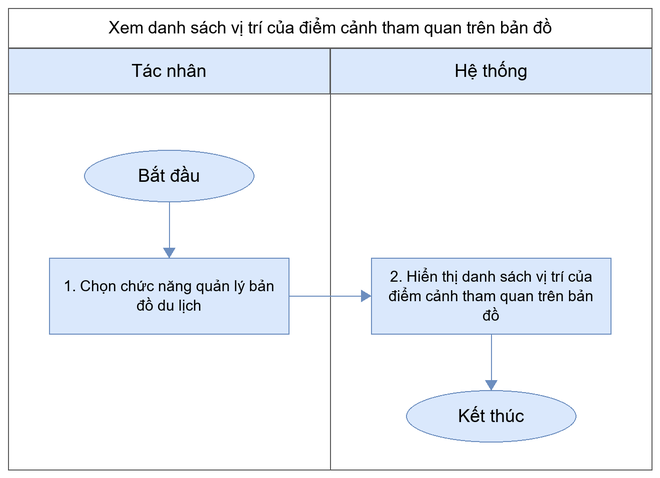 Xem danh sách vị trí của điểm cảnh tham quan trên bản đồ
Tác nhân
Hệ thống
Bắt đầu
1. Chọn chức năng quản lý bản
đồ du lịch
2. Hiển thị danh sách vị trí của
điểm cảnh tham quan trên bản
đồ
Kết thúc